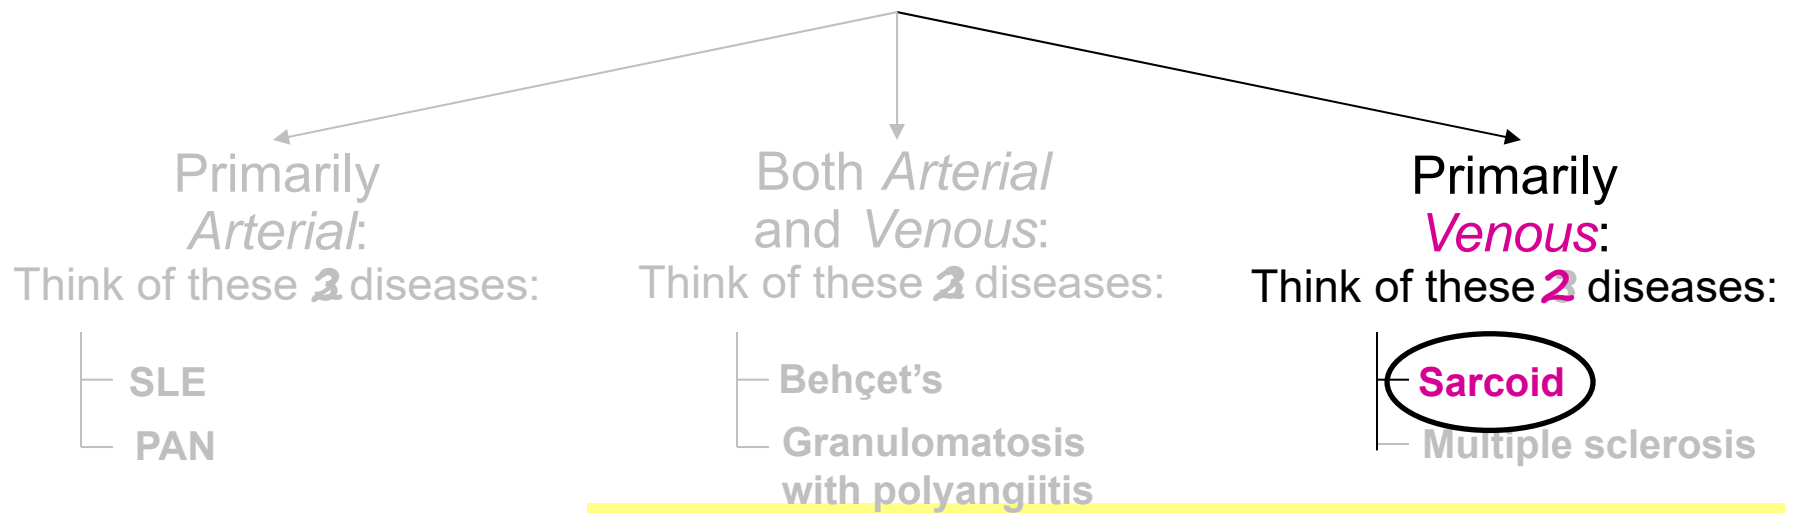 Primarily
Arterial:
Think of these 2 diseases:
SLE
PAN
Both Arterial
and Venous:
Think of these 2 diseases:
Behçet’s
Granulomatosis
with polyangiitis
Primarily
Venous:
Think of these 2 diseases:
Sarcoid
Multiple sclerosis